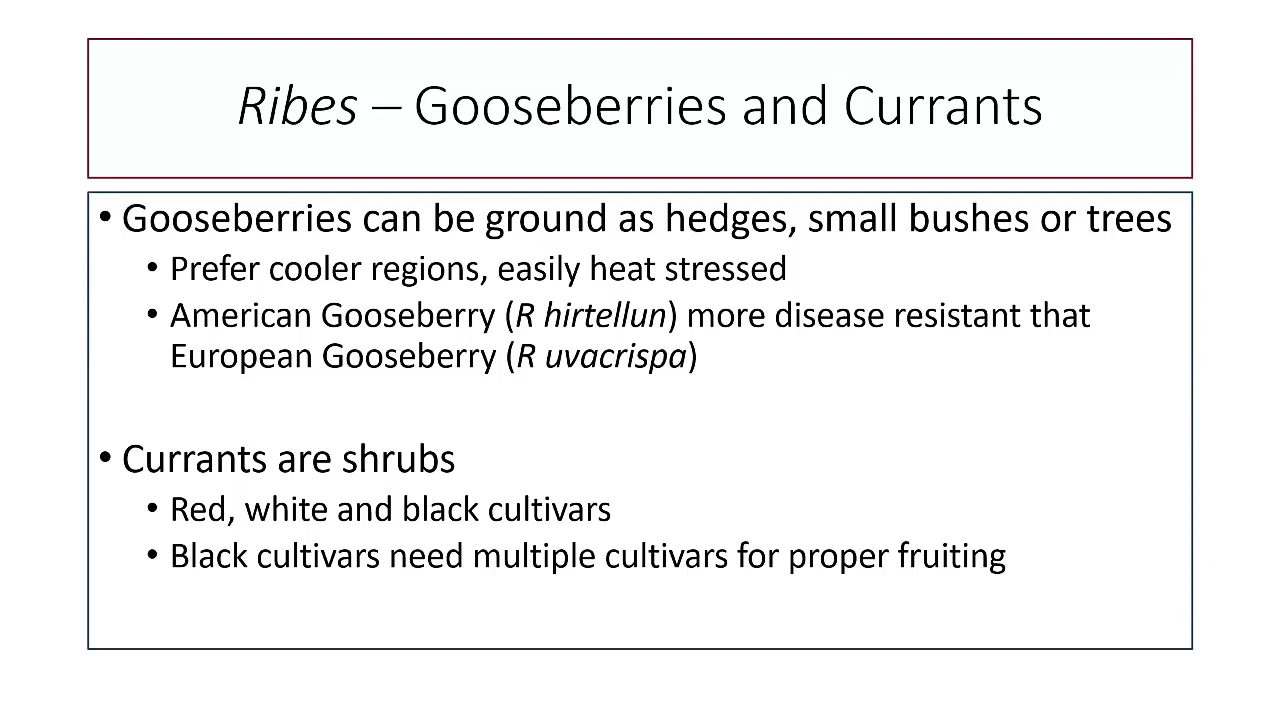 Ribes – Gooseberries and Currants
• Gooseberries can be ground as hedges, small bushes or trees
• Prefer cooler regions, easily heat stressed
• American Gooseberry (R hirtellun) more disease resistant that
European Gooseberry (R uvacrispa)
• Currants are shrubs
• Red, white and black cultivars
• Black cultivars need multiple cultivars for proper fruiting